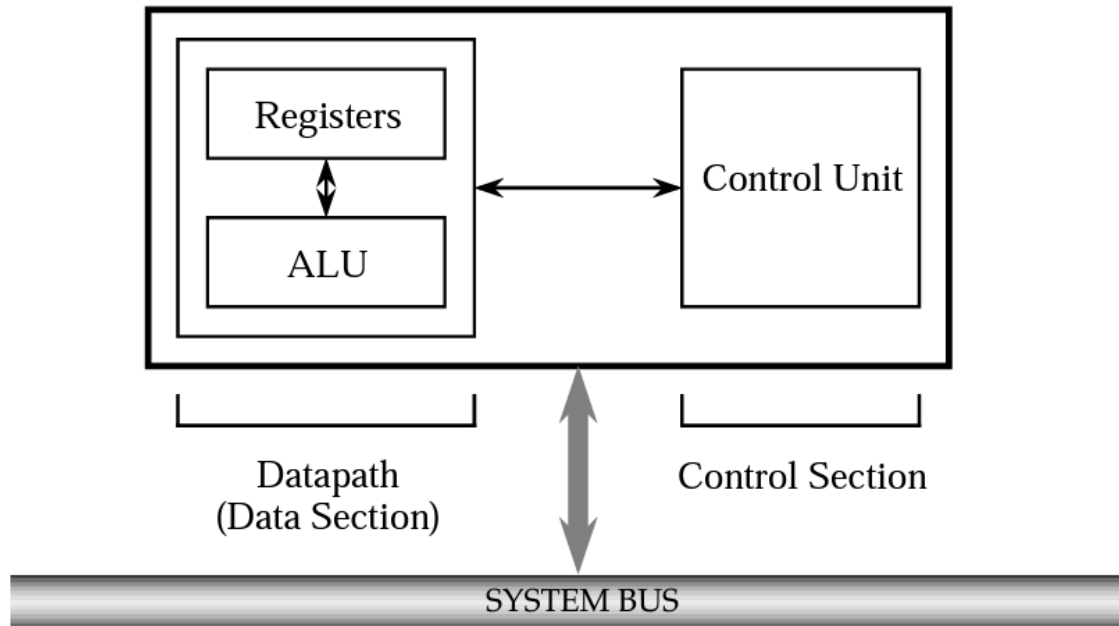 Registers
ALU
Control Unit
Datapath
(Data Section)
Control Section
SYSTEM BUS